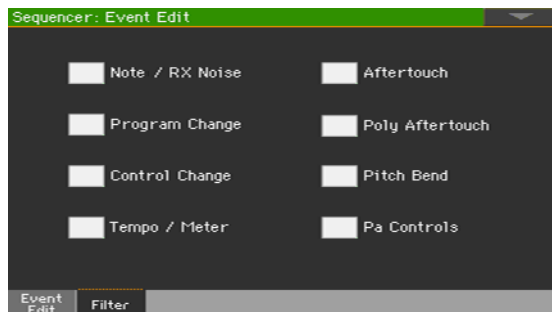 Sequencer: Event Edit
Note / RX Noise
Aftertouch
Program Change
Poly Aftertouch
Control Change
Pitch Bend
Tempo / Meter
Pa Controls
Event
Edit
Filter